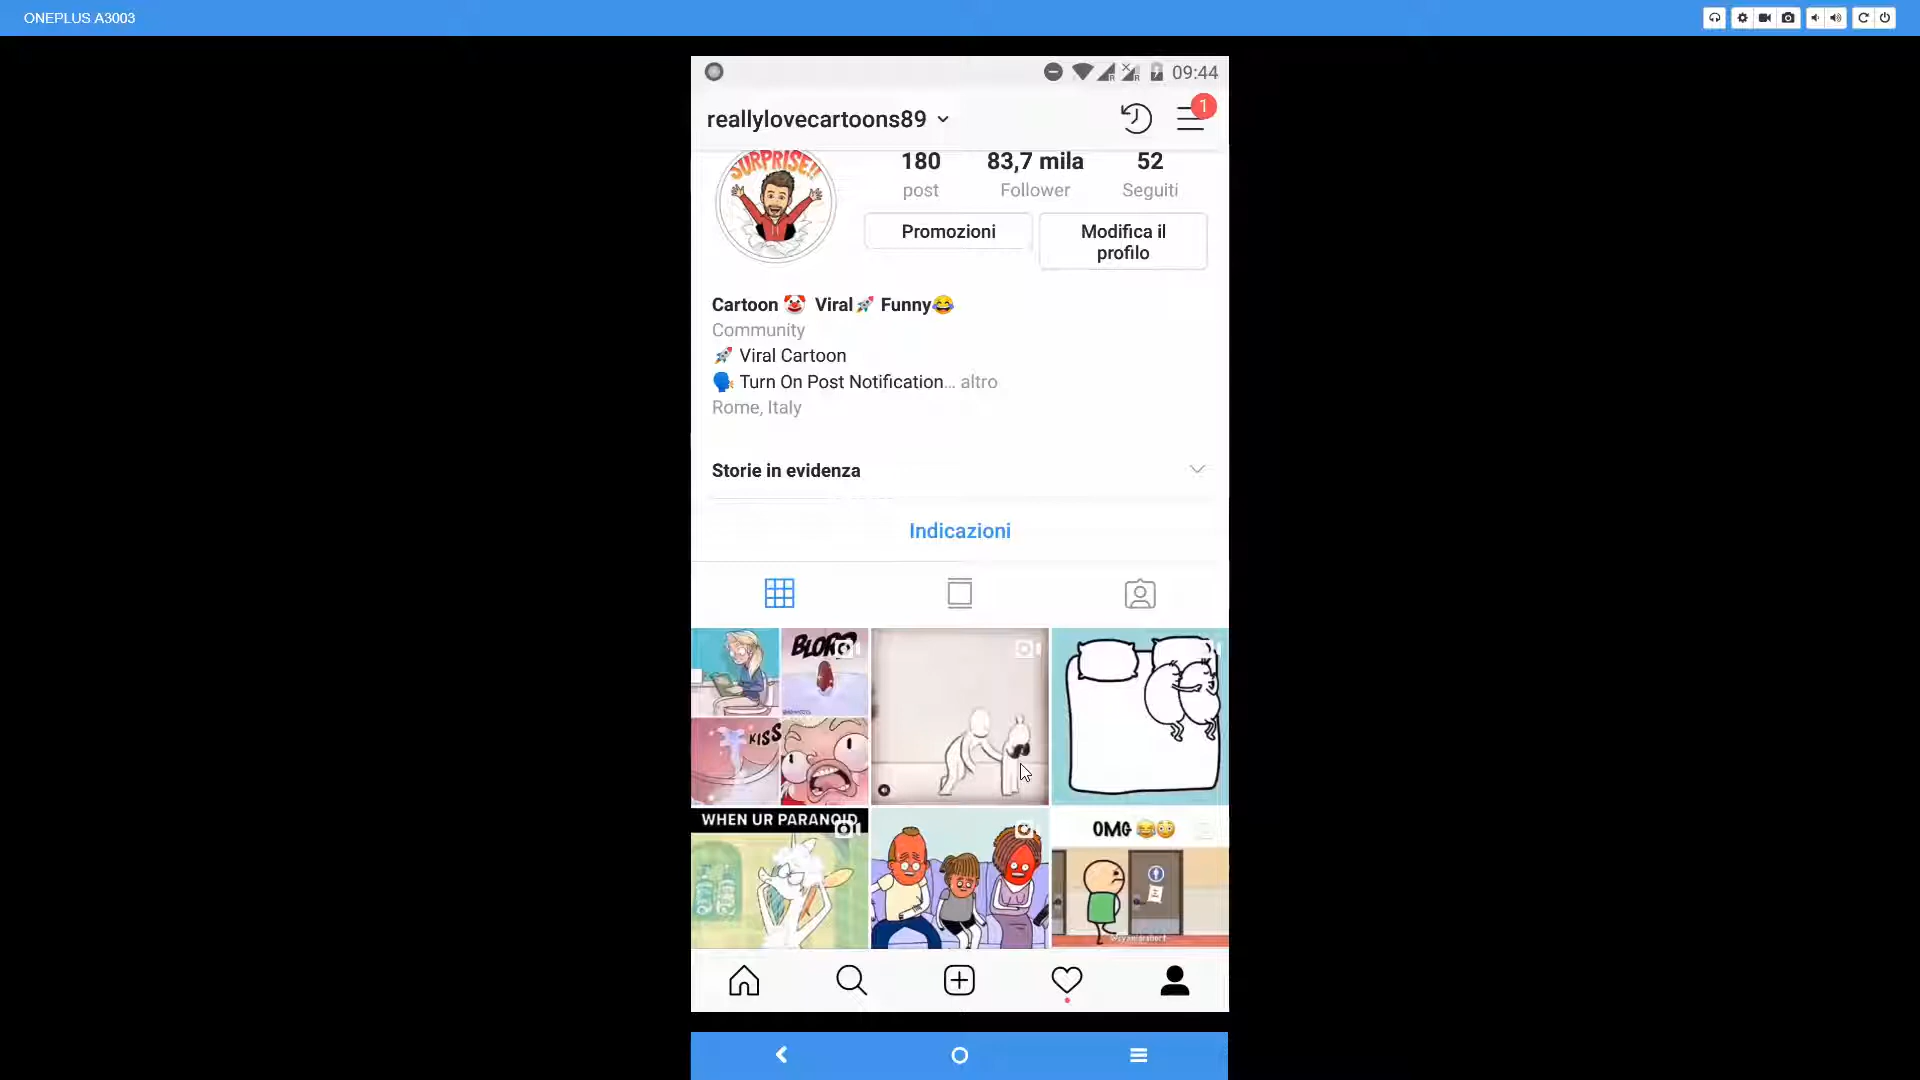 ONEPLUS A3003
09:44
reallylovecartoons89
1
SURPRISE!!
180
83,7 mila
52
post
Follower
Seguiti
Promozioni
Modifica il
profilo
Cartoon 🤡 Viral🚀 Funny😂
Community
🚀 Viral Cartoon
🗣️ Turn On Post Notification... altro
Rome, Italy
Storie in evidenza
Indicazioni
KISS
WHEN UR PARANOID
OMG 😂😳